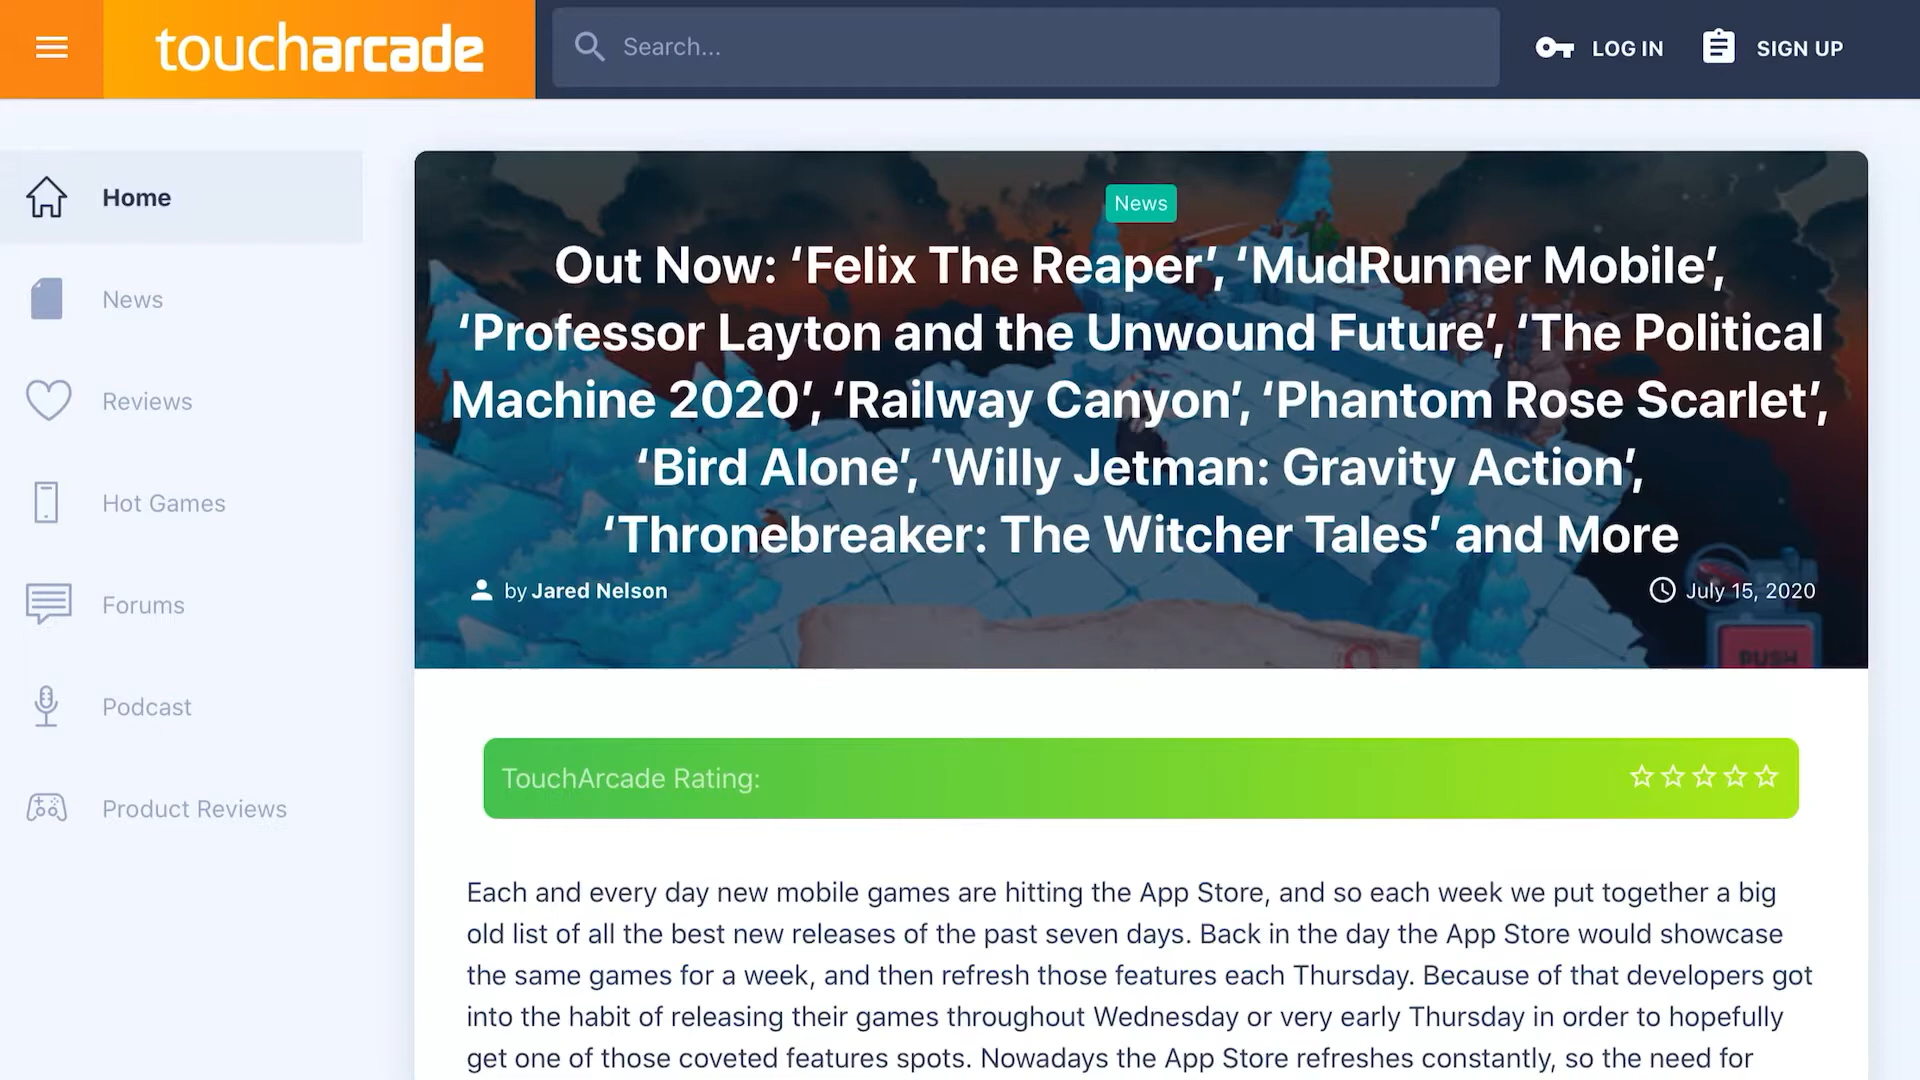 toucharcade
Search...
LOG IN
SIGN UP
Home
News
Reviews
Hot Games
Forums
Podcast
Product Reviews
News
Out Now: ‘Felix The Reaper’, ‘MudRunner Mobile’,
‘Professor Layton and the Unwound Future’, ‘The Political
Machine 2020’, ‘Railway Canyon’, ‘Phantom Rose Scarlet’,
‘Bird Alone’, ‘Willy Jetman: Gravity Action’,
‘Thronebreaker: The Witcher Tales’ and More
by Jared Nelson
July 15, 2020
PUSH
TouchArcade Rating:
Each and every day new mobile games are hitting the App Store, and so each week we put together a big
old list of all the best new releases of the past seven days. Back in the day the App Store would showcase
the same games for a week, and then refresh those features each Thursday. Because of that developers got
into the habit of releasing their games throughout Wednesday or very early Thursday in order to hopefully
get one of those coveted features spots. Nowadays the App Store refreshes constantly, so the need for